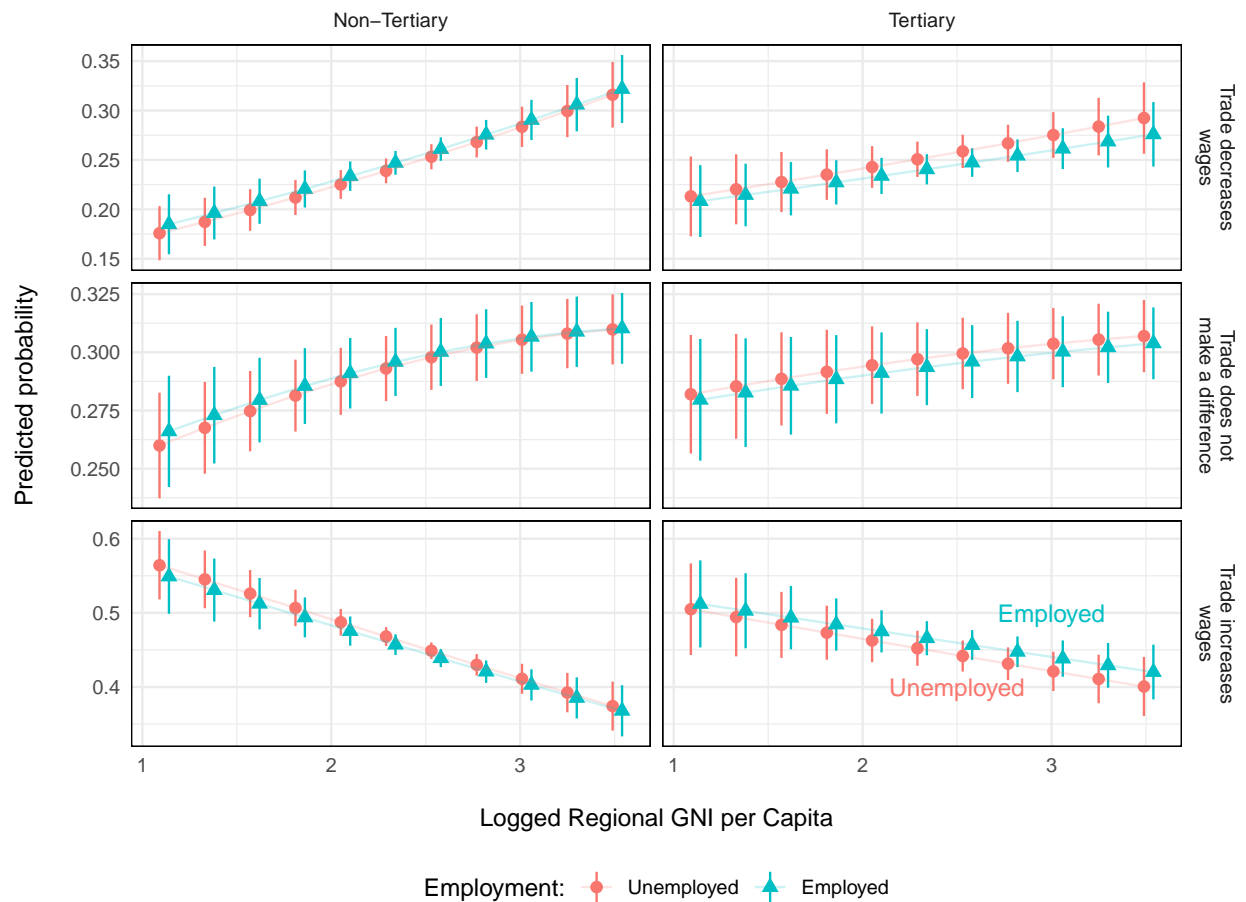 Non−Tertiary
Tertiary
0.35
0.30
0.25
0.20
0.15
Trade decreases
wages
0.325
0.300
0.275
0.250
Trade does not
make a difference
0.6
0.5
0.4
Employed
Unemployed
Trade increases
wages
Predicted probability
1
2
3
1
2
3
Logged Regional GNI per Capita
Employment:
Unemployed
Employed